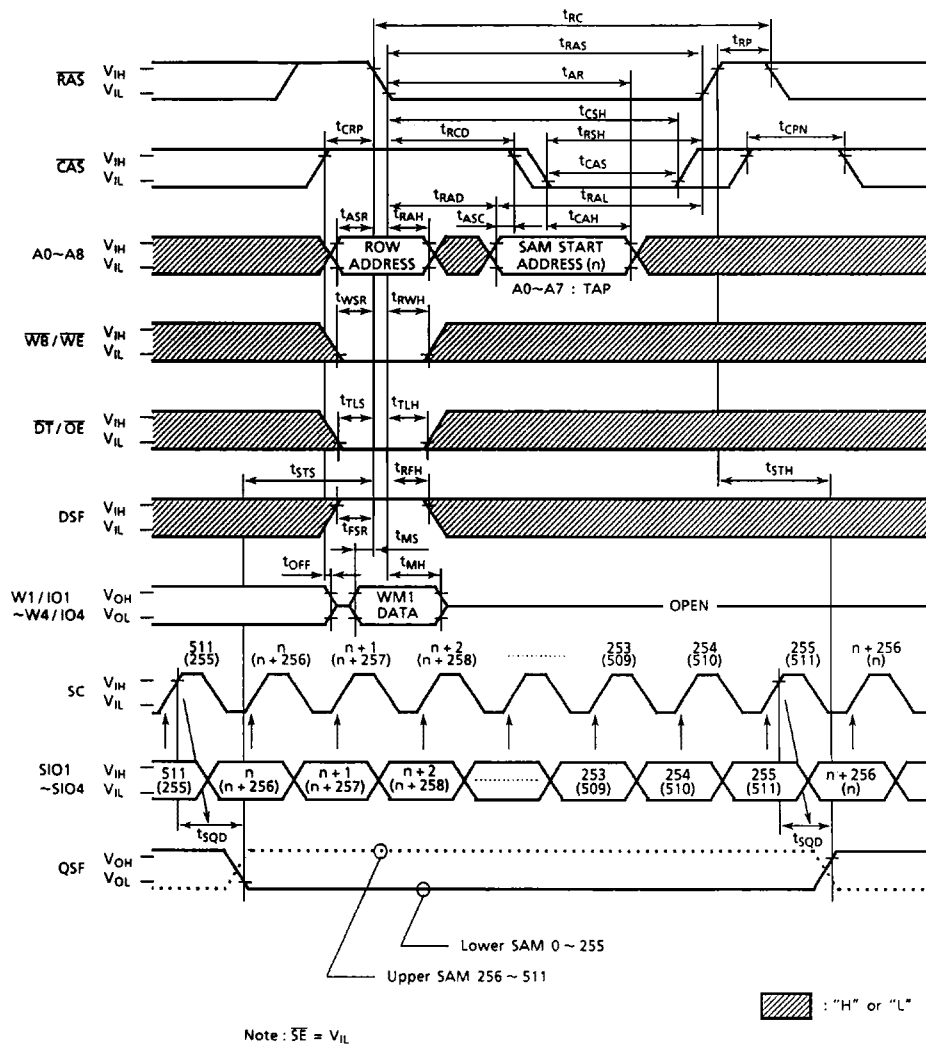 tRC
tRAS tRP
RAS VIH
VIL
tAR
tCSH
tCRP tRCD tRSH tCPN
CAS VIH
VIL
tCAS
tRAD tRAL
tASR tRAH tASC tCAH
A0~A8 VIH
VIL
ROW
ADDRESS
SAM START
ADDRESS (n)
A0~A7 : TAP
tWSR tRWH
WB / WE VIH
VIL
tTLS tTLH
DT / OE VIH
VIL
tSTS tRFH tSTH
DSF VIH
VIL
tFSR tMS
tOFF tMH
W1/IO1
~W4/IO4
VOH
VOL
WM1
DATA
OPEN
511
(255)
n
(n+256)
n+1
(n+257)
n+2
(n+258)
253
(509)
254
(510)
255
(511)
n+256
(n)
SC VIH
VIL
SIO1
~SIO4
VIH
VIL
511
(255)
n
(n+256)
n+1
(n+257)
n+2
(n+258)
253
(509)
254
(510)
255
(511)
n+256
(n)
tSQD tSQD
QSF VOH
VOL
Lower SAM 0~255
Upper SAM 256~511
: "H" or "L"
Note : SE = VIL